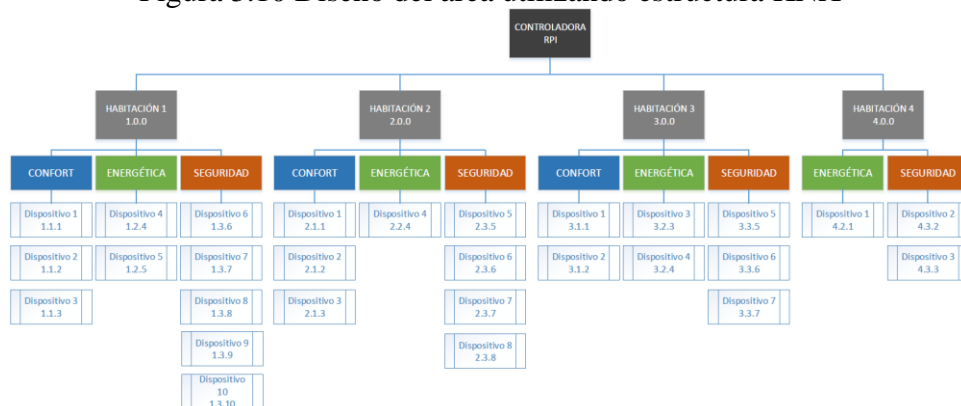 Figura 3.16 Diseño del área utilizando estructura KNX
CONTROLADORA
RPI
HABITACIÓN 1
1.0.0
HABITACIÓN 2
2.0.0
HABITACIÓN 3
3.0.0
HABITACIÓN 4
4.0.0
CONFORT
ENERGÉTICA
SEGURIDAD
CONFORT
ENERGÉTICA
SEGURIDAD
CONFORT
ENERGÉTICA
SEGURIDAD
ENERGÉTICA
SEGURIDAD
Dispositivo 1
1.1.1
Dispositivo 2
1.1.2
Dispositivo 3
1.1.3
Dispositivo 4
1.2.4
Dispositivo 5
1.2.5
Dispositivo 6
1.3.6
Dispositivo 7
1.3.7
Dispositivo 8
1.3.8
Dispositivo 9
1.3.9
Dispositivo
10
1.3.10
Dispositivo 1
2.1.1
Dispositivo 2
2.1.2
Dispositivo 3
2.1.3
Dispositivo 4
2.2.4
Dispositivo 5
2.3.5
Dispositivo 6
2.3.6
Dispositivo 7
2.3.7
Dispositivo 8
2.3.8
Dispositivo 1
3.1.1
Dispositivo 2
3.1.2
Dispositivo 3
3.2.3
Dispositivo 4
3.2.4
Dispositivo 5
3.3.5
Dispositivo 6
3.3.6
Dispositivo 7
3.3.7
Dispositivo 1
4.2.1
Dispositivo 2
4.3.2
Dispositivo 3
4.3.3